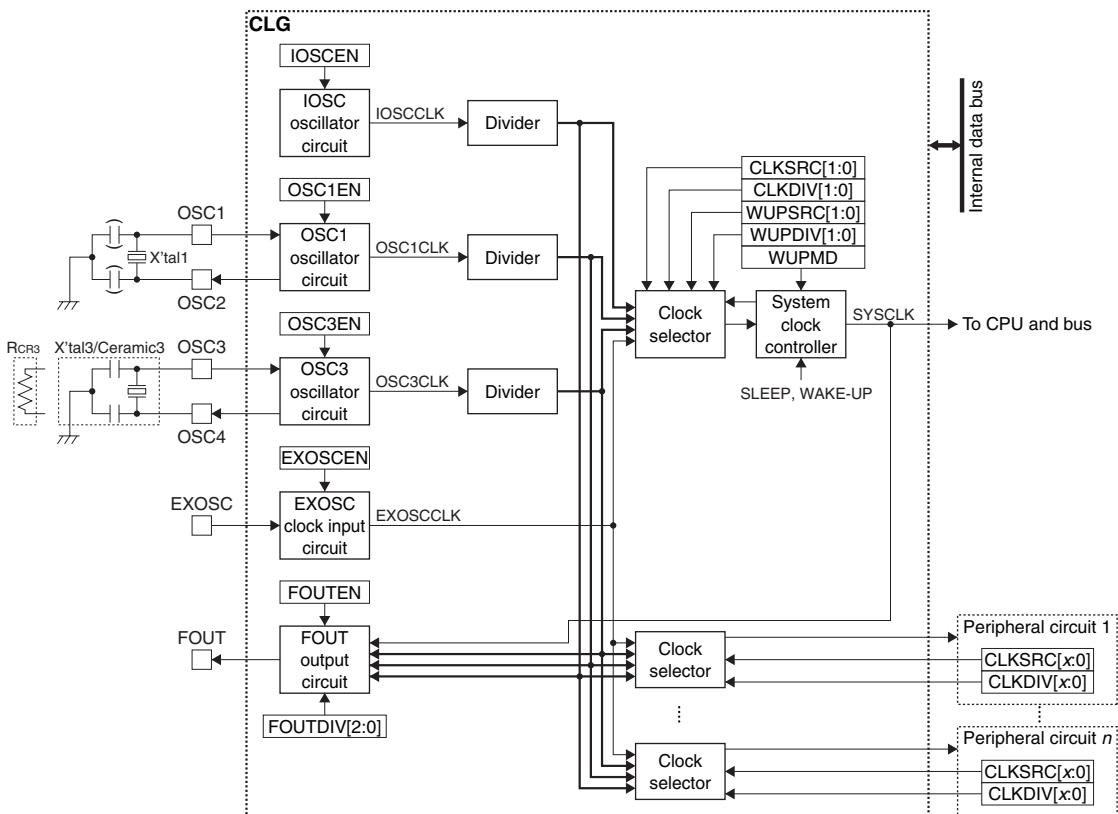 CLG
IOSCEN
IOSC
oscillator
circuit
IOSCCLK
Divider
OSC1EN
OSC1
OSC1
oscillator
circuit
OSC1CLK
Divider
X'tal1
OSC2
OSC3EN
RCR3
X'tal3/Ceramic3
OSC3
OSC3
oscillator
circuit
OSC3CLK
Divider
OSC4
EXOSCEN
EXOSC
EXOSC
clock input
circuit
EXOSCCLK
FOUTEN
FOUT
FOUT
output
circuit
FOUTDIV[2:0]
CLKSRC[1:0]
CLKDIV[1:0]
WUPSRC[1:0]
WUPDIV[1:0]
WUPMD
Clock
selector
System
clock
controller
SYSCLK
To CPU and bus
SLEEP, WAKE-UP
Internal data bus
Clock
selector
Peripheral circuit 1
CLKSRC[x:0]
CLKDIV[x:0]
Clock
selector
Peripheral circuit n
CLKSRC[x:0]
CLKDIV[x:0]